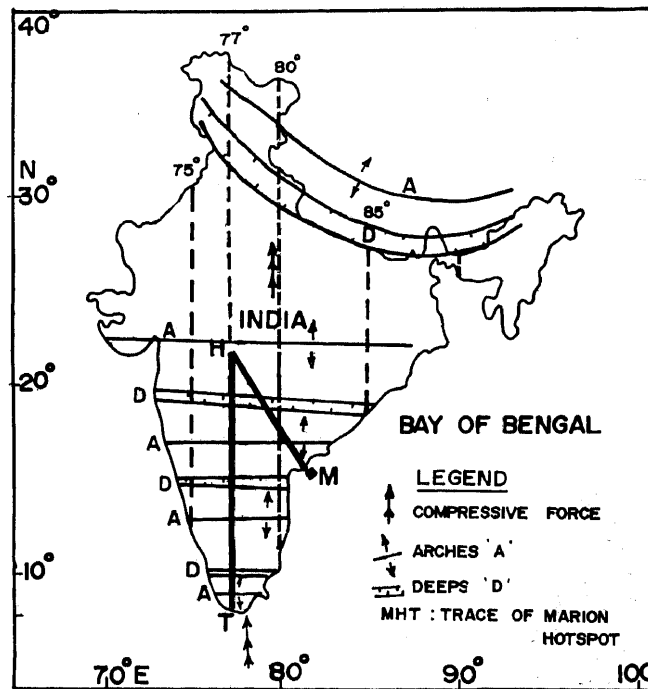 40°
77°
80°
N
75°
30°
A
85°
D
INDIA
A
H
20°
D
BAY OF BENGAL
A
M
D
LEGEND
COMPRESSIVE FORCE
A
ARCHES 'A'
10°
D
DEEPS 'D'
A
MHT : TRACE OF MARION
HOTSPOT
T
70°E
80°
90°
100